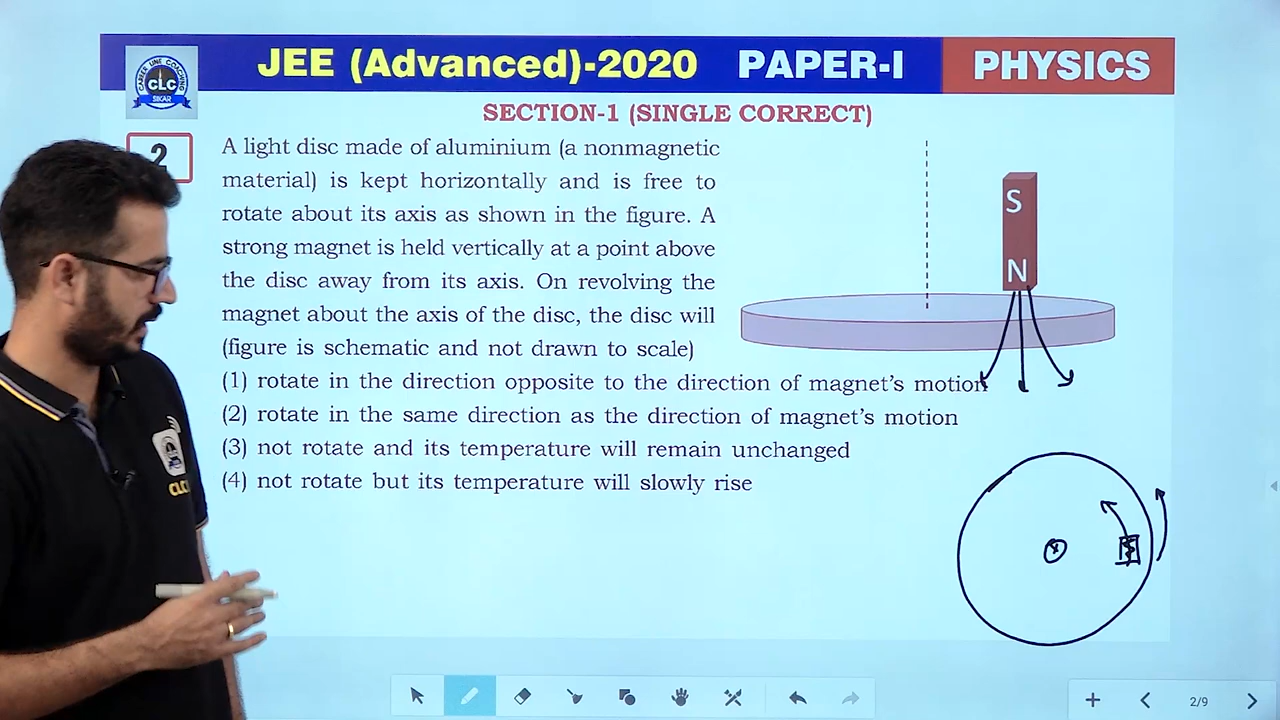 JEE (Advanced)-2020 PAPER-I PHYSICS
CAREER LINE COACHING
CLC
SIKAR
SECTION-1 (SINGLE CORRECT)
2
A light disc made of aluminium (a nonmagnetic
material) is kept horizontally and is free to
rotate about its axis as shown in the figure. A
strong magnet is held vertically at a point above
the disc away from its axis. On revolving the
magnet about the axis of the disc, the disc will
(figure is schematic and not drawn to scale)
(1) rotate in the direction opposite to the direction of magnet's motion
(2) rotate in the same direction as the direction of magnet's motion
(3) not rotate and its temperature will remain unchanged
(4) not rotate but its temperature will slowly rise
S
N
CLC
2/9